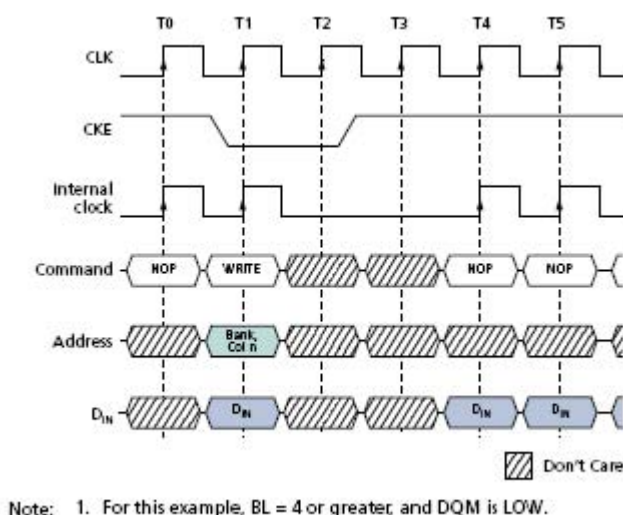 T0 T1 T2 T3 T4 T5
CLK
CKE
Internal
clock
Command NOP WRITE NOP NOP
Address Bank,
Col n
DIN DIN DIN DIN
Don't Care
Note: 1. For this example, BL = 4 or greater, and DQM is LOW.